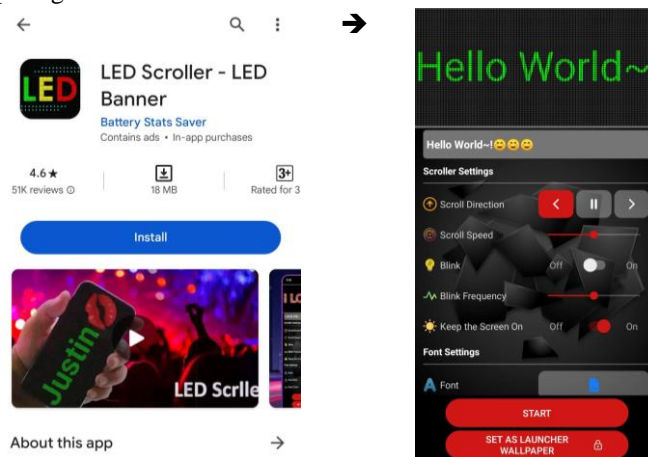 LED
LED Scroller - LED
Banner
Battery Stats Saver
Contains ads • In-app purchases
4.6★
51K reviews
18 MB
3+
Rated for 3
Install
Justin
LED Scrlle
I LO
About this app
Hello World~
Hello World~!😄😄😄
Scroller Settings
Scroll Direction
Scroll Speed
Blink Off On
Blink Frequency
Keep the Screen On Off On
Font Settings
Font
START
SET AS LAUNCHER
WALLPAPER